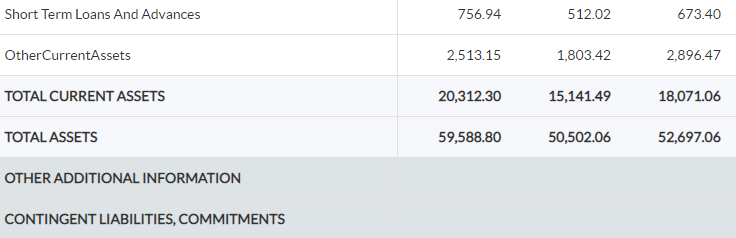 Short Term Loans And Advances 756.94 512.02 673.40
OtherCurrentAssets 2,513.15 1,803.42 2,896.47
TOTAL CURRENT ASSETS 20,312.30 15,141.49 18,071.06
TOTAL ASSETS 59,588.80 50,502.06 52,697.06
OTHER ADDITIONAL INFORMATION
CONTINGENT LIABILITIES, COMMITMENTS